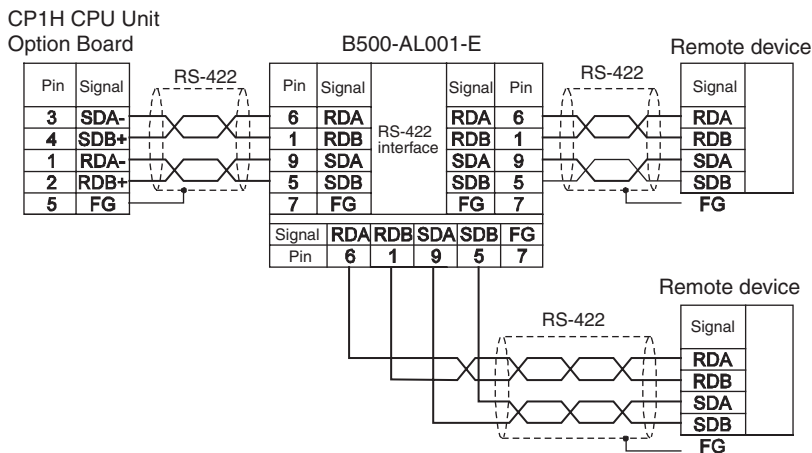 CP1H CPU Unit
Option Board
B500-AL001-E
Remote device
Pin Signal
3 SDA-
4 SDB+
1 RDA-
2 RDB+
5 FG
RS-422
Pin Signal
6 RDA
1 RDB
9 SDA
5 SDB
7 FG
RS-422
interface
Signal Pin
RDA 6
RDB 1
SDA 9
SDB 5
FG 7
RS-422
Signal
RDA
RDB
SDA
SDB
FG
Signal RDA RDB SDA SDB FG
Pin 6 1 9 5 7
Remote device
RS-422
Signal
RDA
RDB
SDA
SDB
FG